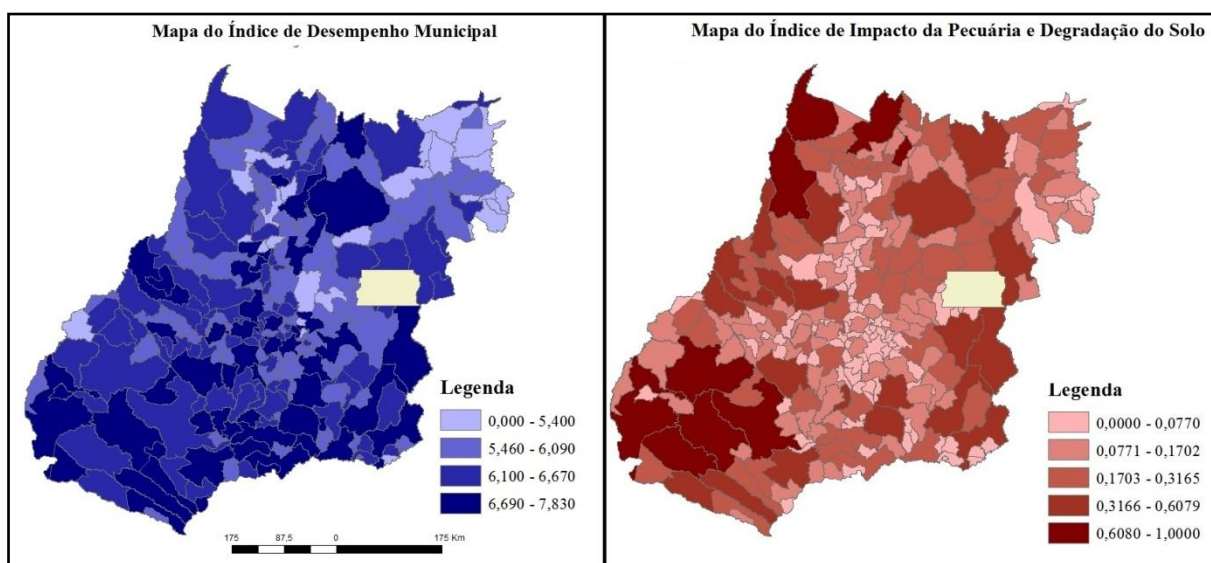 Mapa do Índice de Desempenho Municipal
Legenda
0,000 - 5,400
5,460 - 6,090
6,100 - 6,670
6,690 - 7,830
175 87,5 0 175 Km
Mapa do Índice de Impacto da Pecuária e Degradação do Solo
Legenda
0,0000 - 0,0770
0,0771 - 0,1702
0,1703 - 0,3165
0,3166 - 0,6079
0,6080 - 1,0000